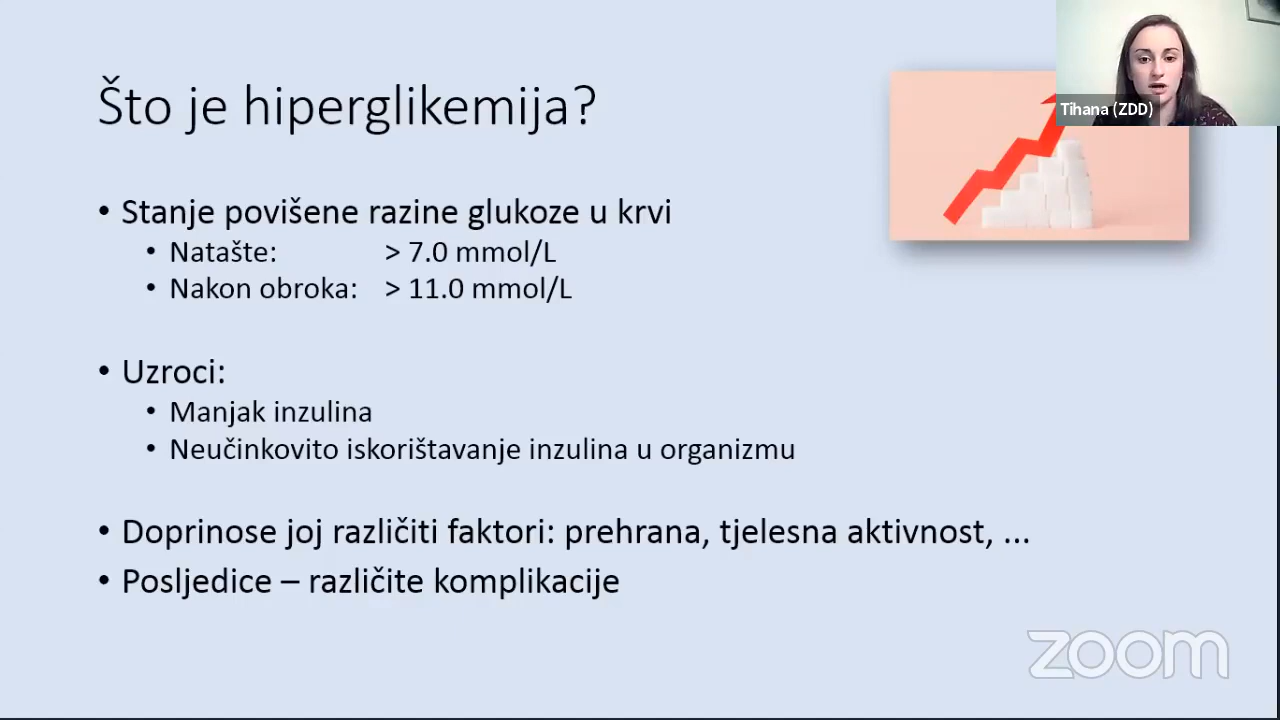 Što je hiperglikemija?
Tihana (ZDD)
• Stanje povišene razine glukoze u krvi
• Natašte: > 7.0 mmol/L
• Nakon obroka: > 11.0 mmol/L
• Uzroci:
• Manjak inzulina
• Neučinkovito iskorištavanje inzulina u organizmu
• Doprinose joj različiti faktori: prehrana, tjelesna aktivnost, ...
• Posljedice – različite komplikacije
zoom